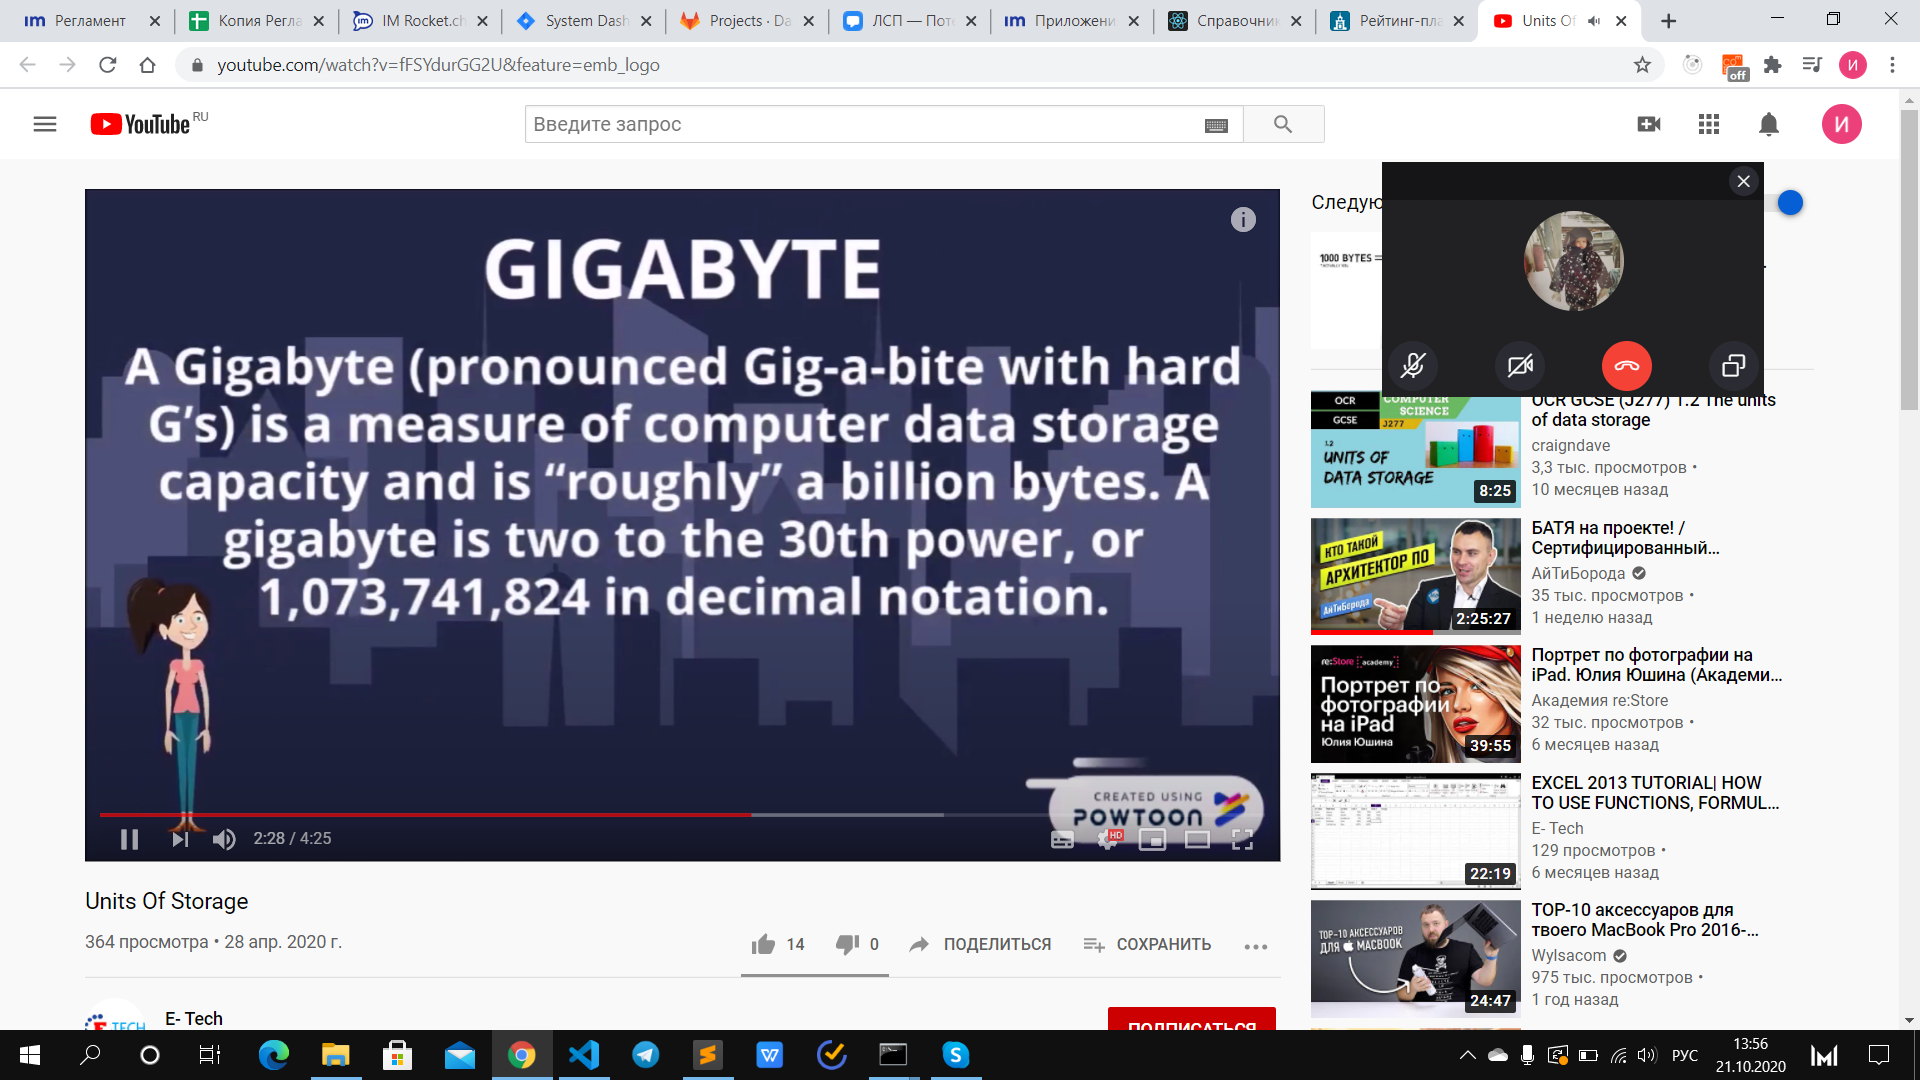 Регламент
Копия Регла
IM Rocket.ch
System Dash
Projects · Da
ЛСП — Поте
Приложени
Справочник
Рейтинг-пла
Units Of
youtube.com/watch?v=fFSYdurGG2U&feature=emb_logo
off
И
YouTube RU
Введите запрос
И
GIGABYTE
A Gigabyte (pronounced Gig-a-bite with hard
G’s) is a measure of computer data storage
capacity and is “roughly” a billion bytes. A
gigabyte is two to the 30th power, or
1,073,741,824 in decimal notation.
CREATED USING
POWTOON
2:28 / 4:25
HD
Units Of Storage
364 просмотра • 28 апр. 2020 г.
14
0
ПОДЕЛИТЬСЯ
СОХРАНИТЬ
E- Tech
TECH
ПОДПИСАТЬСЯ
Следую
1000 BYTES =
OCR
GCSE
COMPUTER
SCIENCE
J277
1.2
UNITS OF
DATA STORAGE
8:25
OCR GCSE (J277) 1.2 The units
of data storage
craigndave
3,3 тыс. просмотров •
10 месяцев назад
КТО ТАКОЙ
АРХИТЕКТОР ПО
АйТиБорода
2:25:27
БАТЯ на проекте! /
Сертифицированный...
АйТиБорода
35 тыс. просмотров •
1 неделю назад
re:Store academy
Портрет по
фотографии
на iPad
Юлия Юшина
39:55
Портрет по фотографии на
iPad. Юлия Юшина (Академи...
Академия re:Store
32 тыс. просмотров •
6 месяцев назад
22:19
EXCEL 2013 TUTORIAL| HOW
TO USE FUNCTIONS, FORMUL...
E- Tech
129 просмотров •
6 месяцев назад
ТОР-10 АКСЕССУАРОВ
ДЛЯ MACBOOK
24:47
TOP-10 аксессуаров для
твоего MacBook Pro 2016-...
Wylsacom
975 тыс. просмотров •
1 год назад
РУС
13:56
21.10.2020